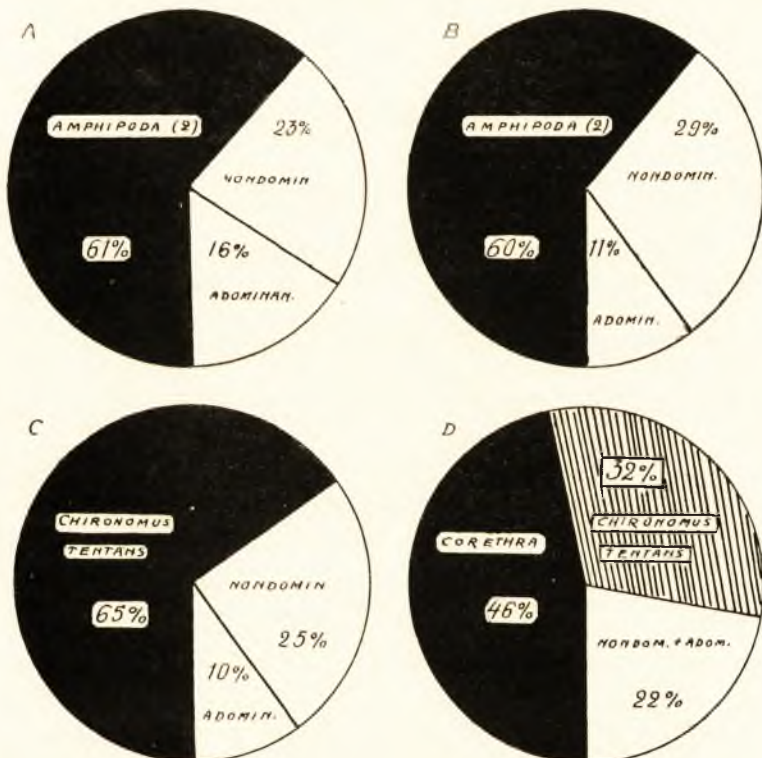 A
AMPHIPODA (2)
23%
NONDOMIN
61%
16%
ADOMINAN.
B
AMPHIPODA (2)
29%
NONDOMIN.
60%
11%
ADOMIN.
C
CHIRONOMUS
TENTANS
65%
NONDOMIN
25%
10%
ADOMIN.
D
32%
CHIRONOMUS
TENTANS
CORETHRA
46%
NONDOM. + ADOM.
22%